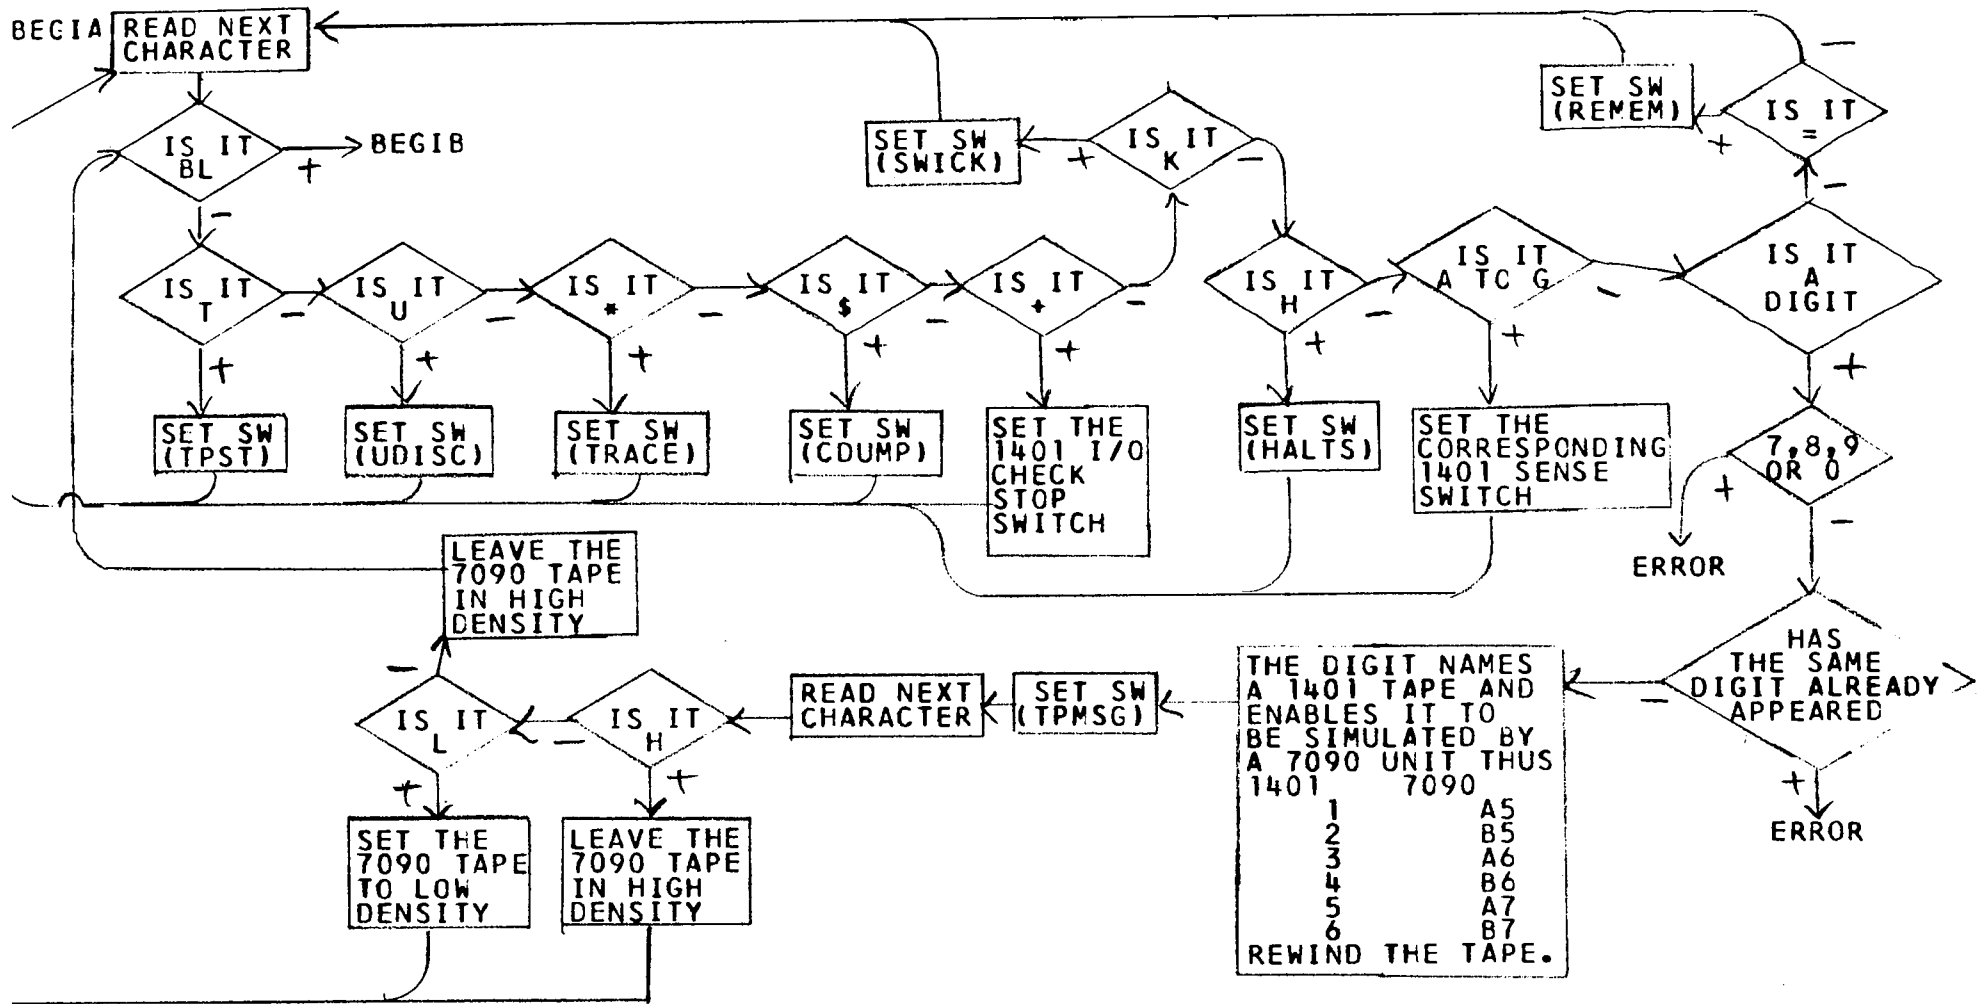 BEGIA
READ NEXT
CHARACTER
IS IT
BL
+
BEGIB
−
IS IT
T
−
+
SET SW
(TPST)
IS IT
U
−
+
SET SW
(UDISC)
IS IT
*
−
+
SET SW
(TRACE)
IS IT
$
−
+
SET SW
(CDUMP)
IS IT
+
−
+
SET THE
1401 I/O
CHECK
STOP
SWITCH
IS IT
K
+
−
SET SW
(SWICK)
IS IT
H
−
+
SET SW
(HALTS)
IS IT
A TC G
−
+
SET THE
CORRESPONDING
1401 SENSE
SWITCH
IS IT
A
DIGIT
−
+
IS IT
=
−
+
SET SW
(REMEM)
7,8,9
OR 0
+
−
ERROR
HAS
THE SAME
DIGIT ALREADY
APPEARED
−
+
ERROR
THE DIGIT NAMES
A 1401 TAPE AND
ENABLES IT TO
BE SIMULATED BY
A 7090 UNIT THUS
1401 7090
1 A5
2 B5
3 A6
4 B6
5 A7
6 B7
REWIND THE TAPE.
SET SW
(TPMSG)
READ NEXT
CHARACTER
IS IT
H
−
+
LEAVE THE
7090 TAPE
IN HIGH
DENSITY
IS IT
L
−
+
LEAVE THE
7090 TAPE
IN HIGH
DENSITY
SET THE
7090 TAPE
TO LOW
DENSITY